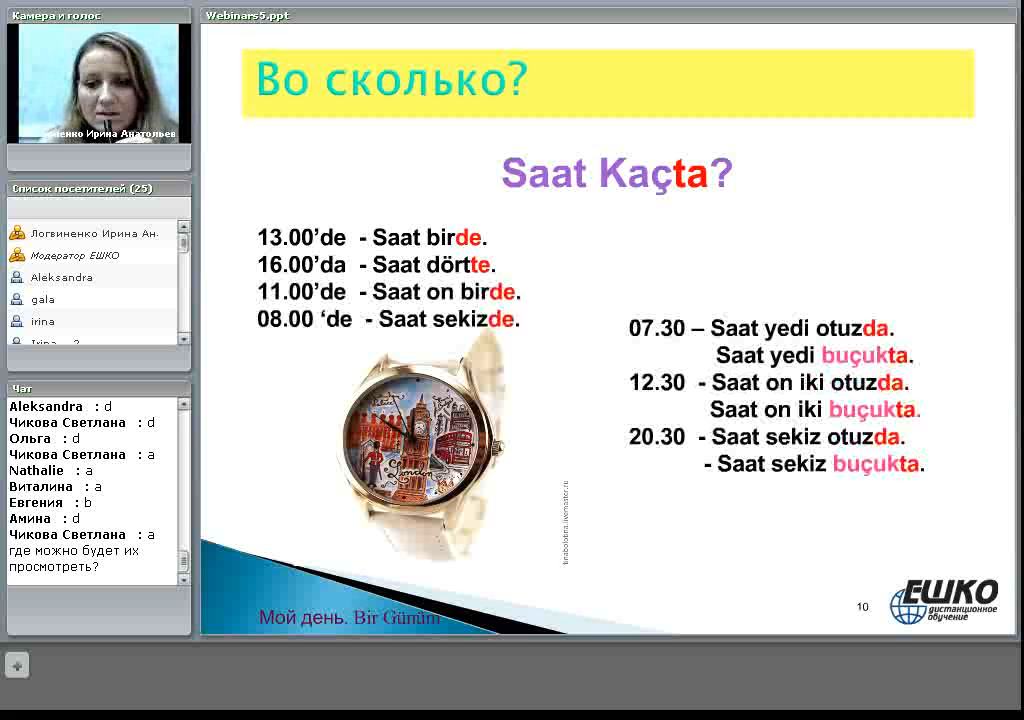 Камера и голос
Ирина Анатольев
Список посетителей (25)
Логвиненко Ирина Ан.
Модератор ЕШКО
Aleksandra
gala
irina
Чат
Aleksandra : d
Чикова Светлана : d
Ольга : d
Чикова Светлана : a
Nathalie : a
Виталина : a
Евгения : b
Амина : d
Чикова Светлана : a
где можно будет их
просмотреть?
Webinars5.ppt
Во сколько?
Saat Kaçta?
13.00’de - Saat birde.
16.00’da - Saat dörtte.
11.00’de - Saat on birde.
08.00 ‘de - Saat sekizde.
07.30 – Saat yedi otuzda.
Saat yedi buçukta.
12.30 - Saat on iki otuzda.
Saat on iki buçukta.
20.30 - Saat sekiz otuzda.
- Saat sekiz buçukta.
London
Мой день. Bir Günüm
10
ЕШКО
дистанционное
обучение